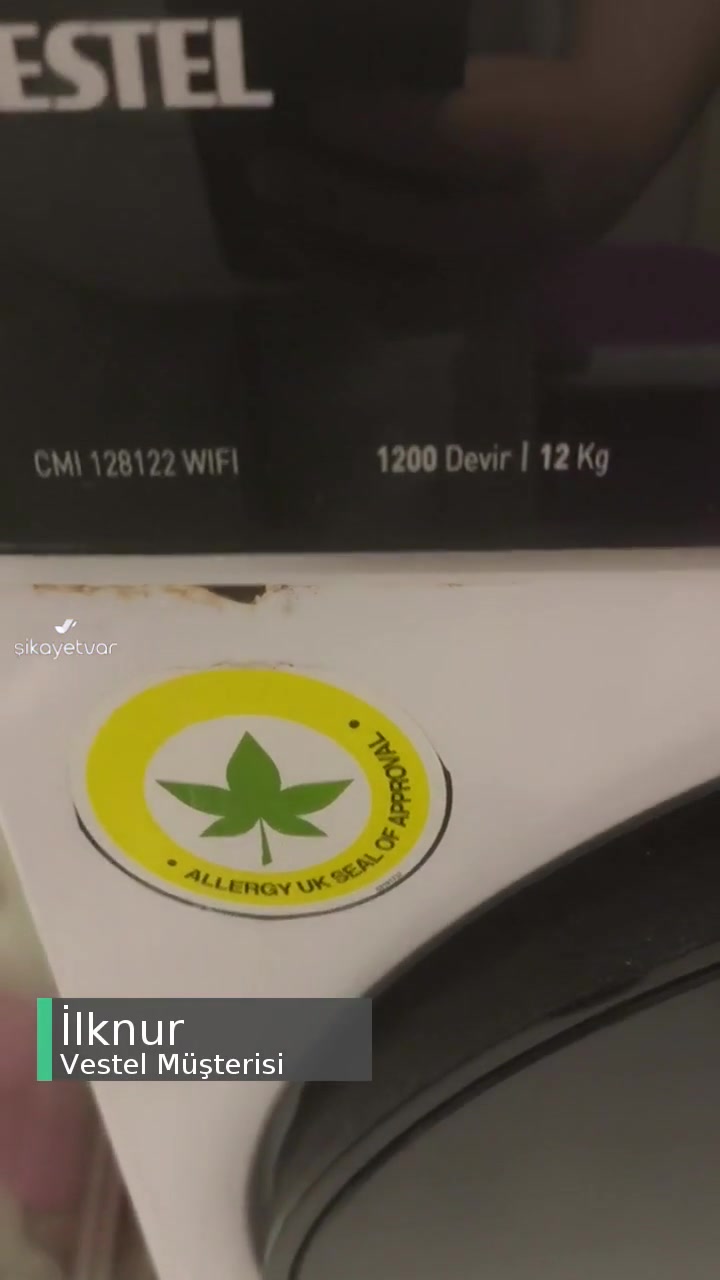 ESTEL
CMI 128122 WIFI
1200 Devir | 12 Kg
şikayetvar
• ALLERGY UK SEAL OF APPROVAL •
İlknur
Vestel Müşterisi